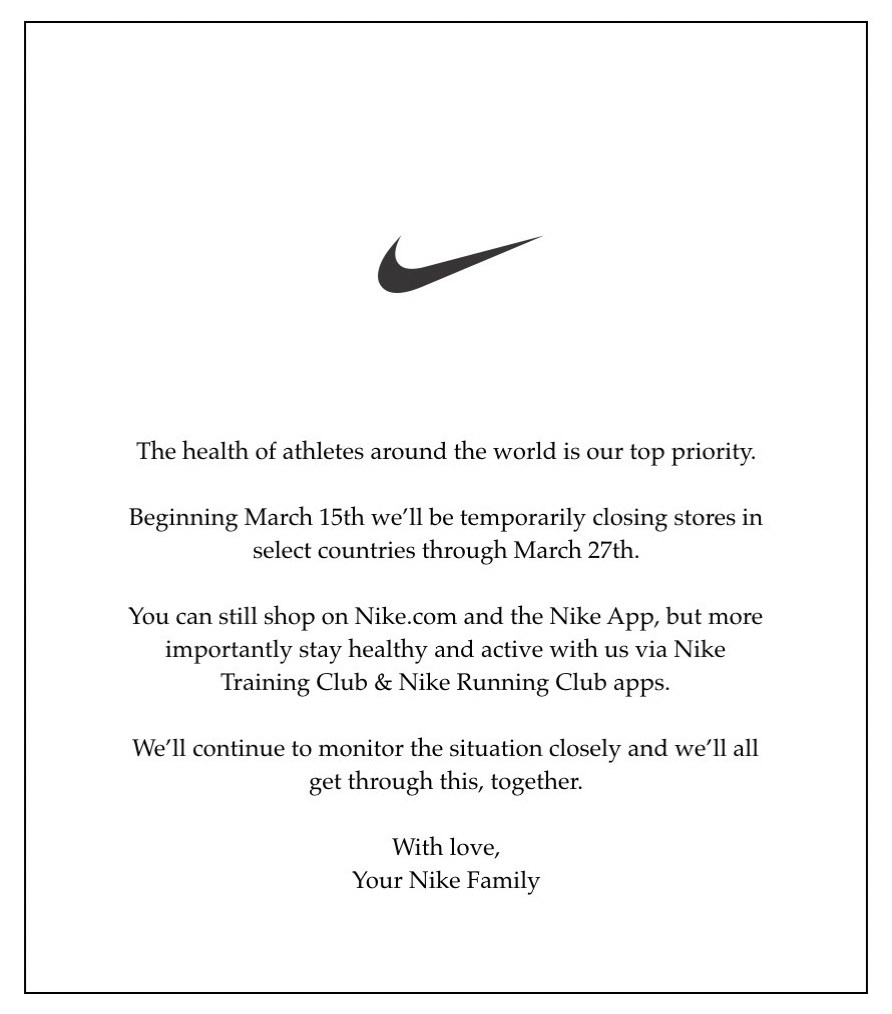 The health of athletes around the world is our top priority.
Beginning March 15th we’ll be temporarily closing stores in
select countries through March 27th.
You can still shop on Nike.com and the Nike App, but more
importantly stay healthy and active with us via Nike
Training Club & Nike Running Club apps.
We’ll continue to monitor the situation closely and we’ll all
get through this, together.
With love,
Your Nike Family